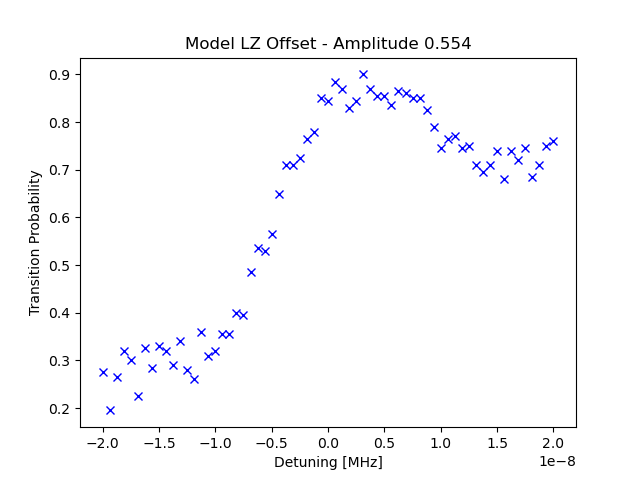 Model LZ Offset - Amplitude 0.554
Transition Probability
0.9
0.8
0.7
0.6
0.5
0.4
0.3
0.2
−2.0 −1.5 −1.0 −0.5 0.0 0.5 1.0 1.5 2.0
1e−8
Detuning [MHz]